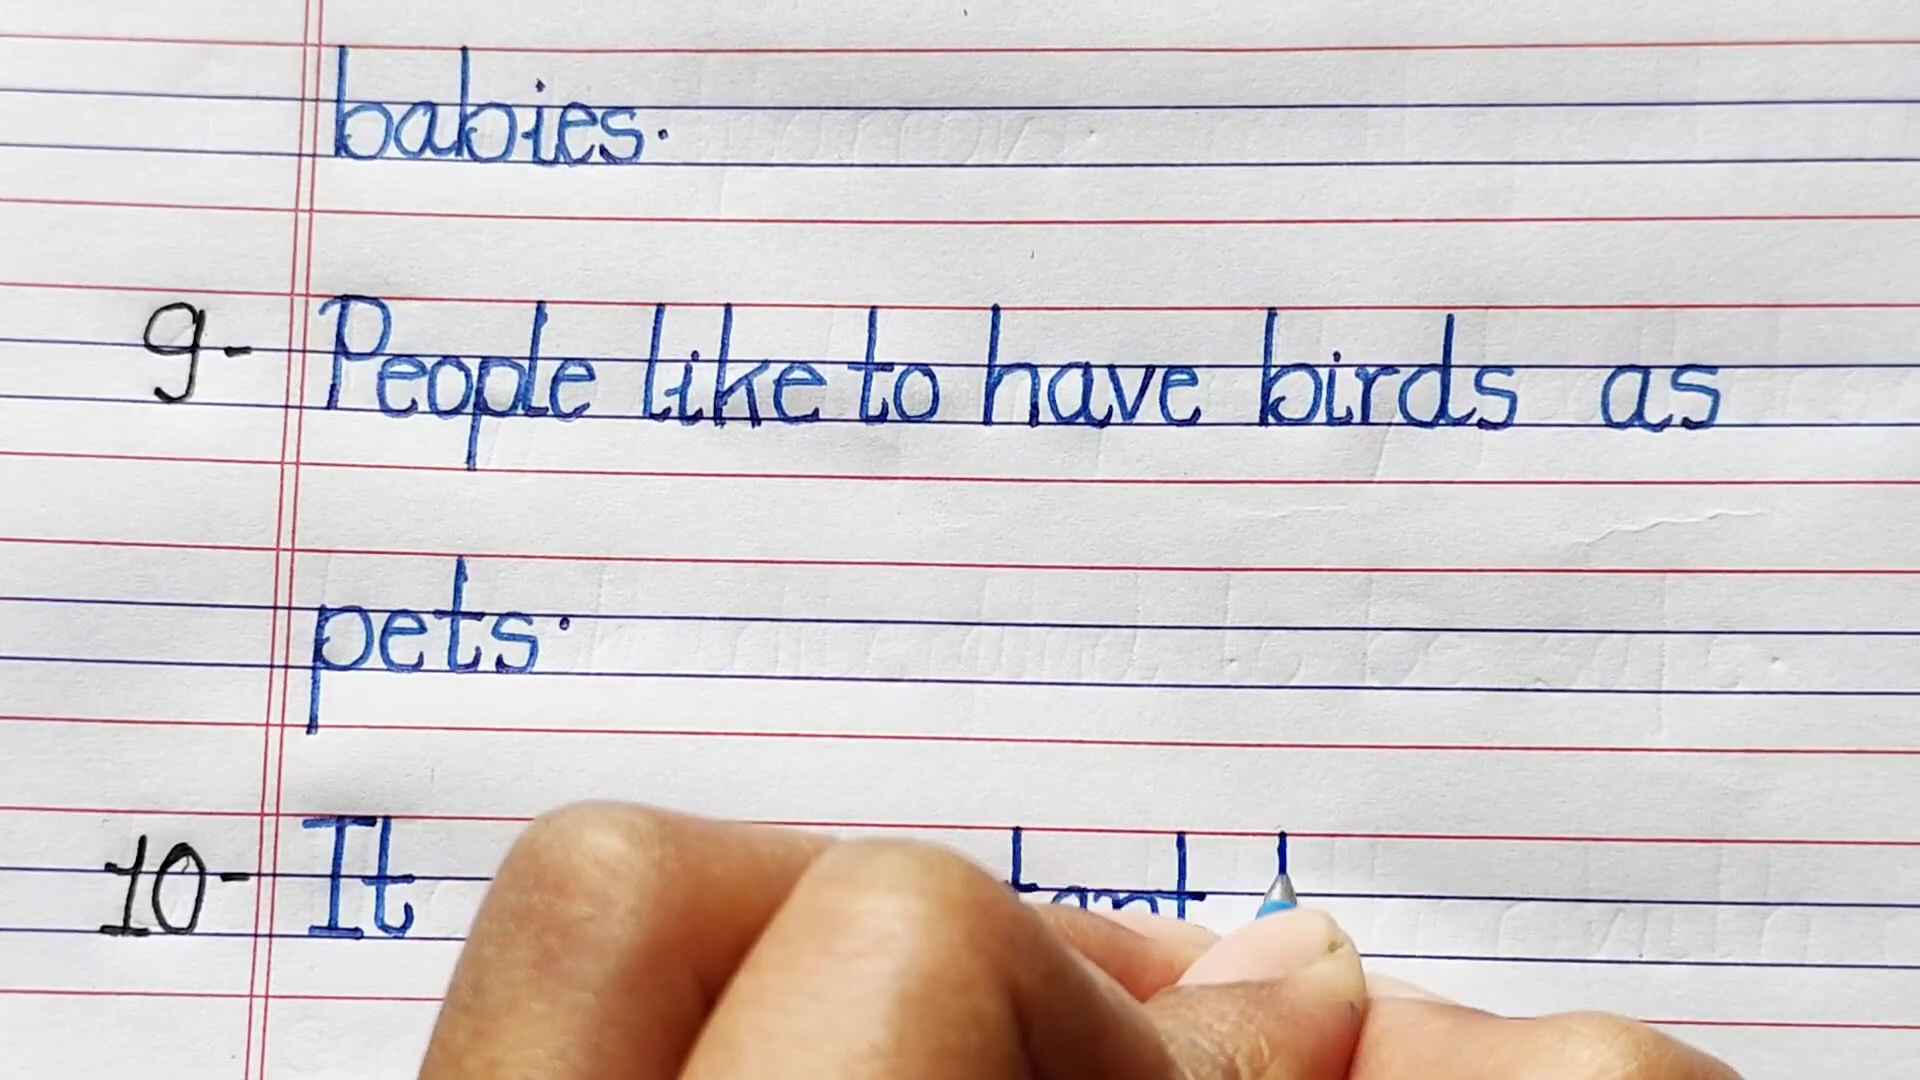 babies.
9- People like to have birds as
pets.
10- It